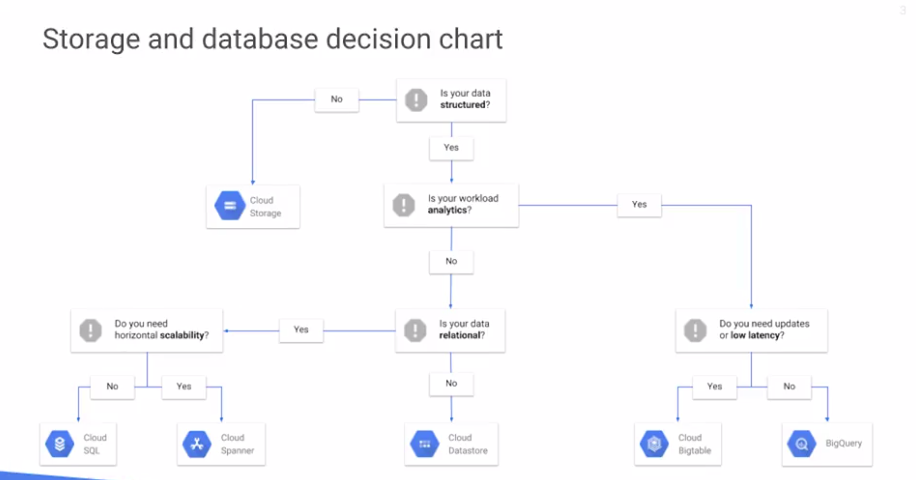 3
Storage and database decision chart
Is your data
structured?
No
Yes
Cloud
Storage
Is your workload
analytics?
Yes
No
Do you need
horizontal scalability?
Yes
Is your data
relational?
Do you need updates
or low latency?
No
Yes
No
Yes
No
Cloud
SQL
Cloud
Spanner
Cloud
Datastore
Cloud
Bigtable
BigQuery